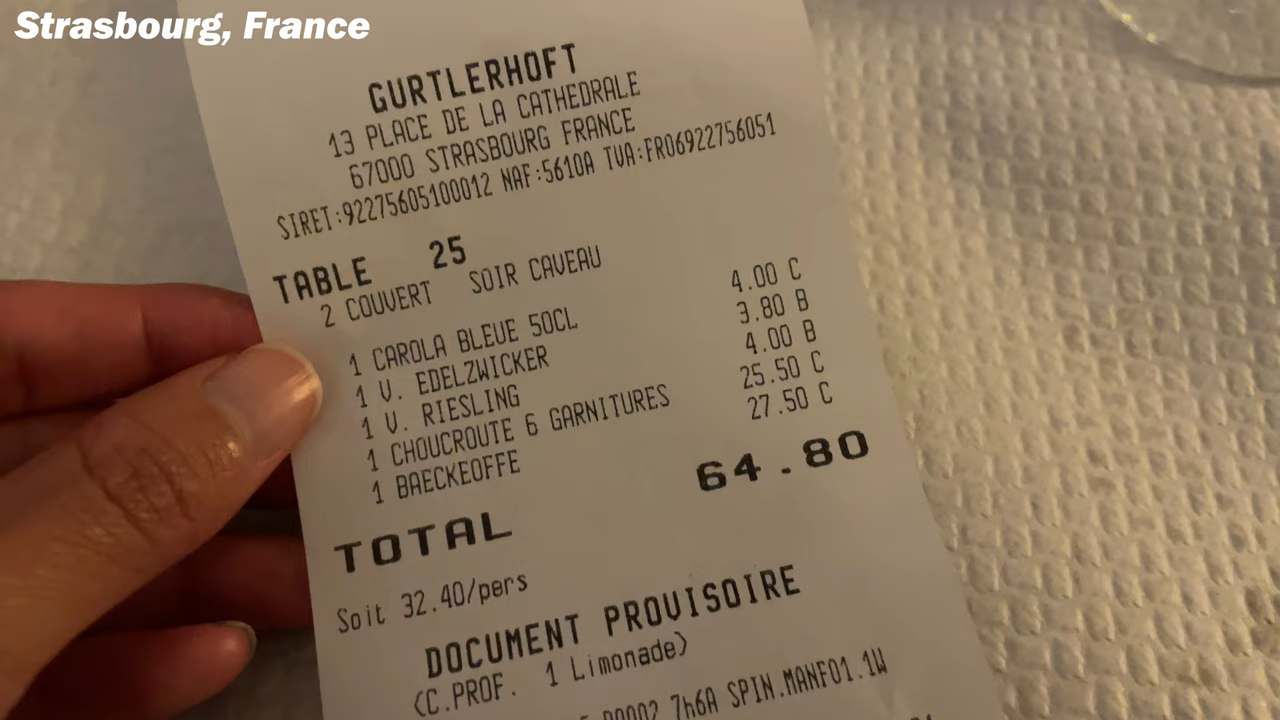 Strasbourg, France
GURTLERHOFT
13 PLACE DE LA CATHEDRALE
67000 STRASBOURG FRANCE
SIRET:92275605100012 NAF:5610A TVA:FR06922756051
TABLE 25
2 COUVERT SOIR CAVEAU
1 CAROLA BLEUE 50CL 4.00 C
1 V. EDELZWICKER 3.80 B
1 V. RIESLING 4.00 B
1 CHOUCROUTE 6 GARNITURES 25.50 C
1 BAECKEOFFE 27.50 C
TOTAL 64.80
Soit 32.40/pers
DOCUMENT PROVISOIRE
(C.PROF. 1 Limonade)
7h6A SPIN.MANF01.1W